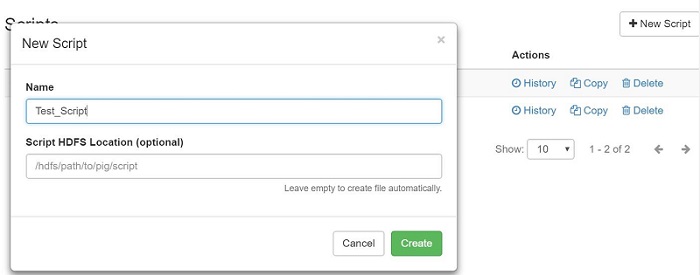 Scripts
+ New Script
New Script ×
Name
Test_Script
Script HDFS Location (optional)
/hdfs/path/to/pig/script
Leave empty to create file automatically.
Cancel Create
Actions
History Copy Delete
History Copy Delete
Show: 10 1 - 2 of 2